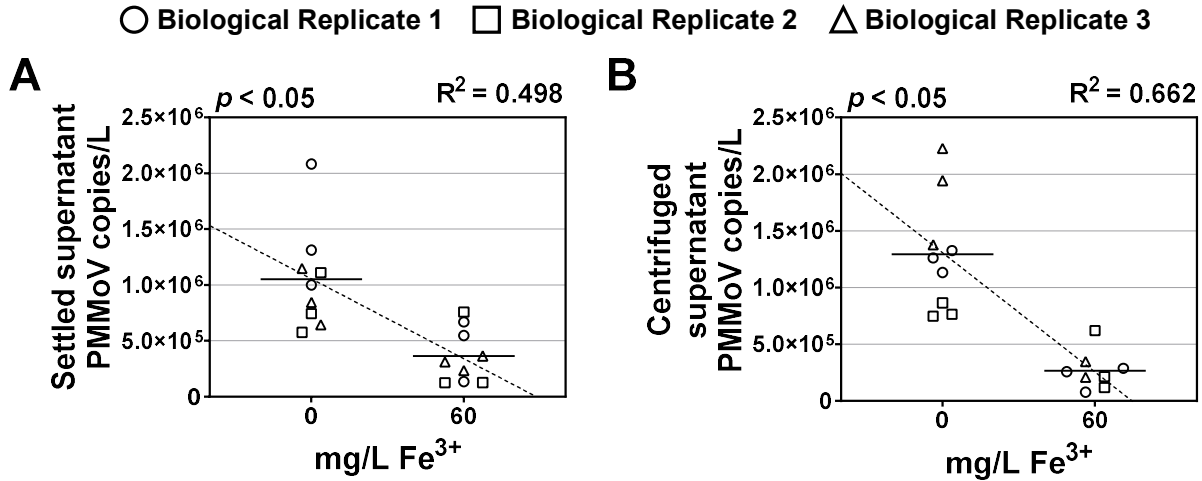 Biological Replicate 1 Biological Replicate 2 Biological Replicate 3
A
p < 0.05 R² = 0.498
Settled supernatant
PMMoV copies/L
2.5×10⁶
2.0×10⁶
1.5×10⁶
1.0×10⁶
5.0×10⁵
0
0 60
mg/L Fe³⁺
B
p < 0.05 R² = 0.662
Centrifuged
supernatant
PMMoV copies/L
2.5×10⁶
2.0×10⁶
1.5×10⁶
1.0×10⁶
5.0×10⁵
0
0 60
mg/L Fe³⁺